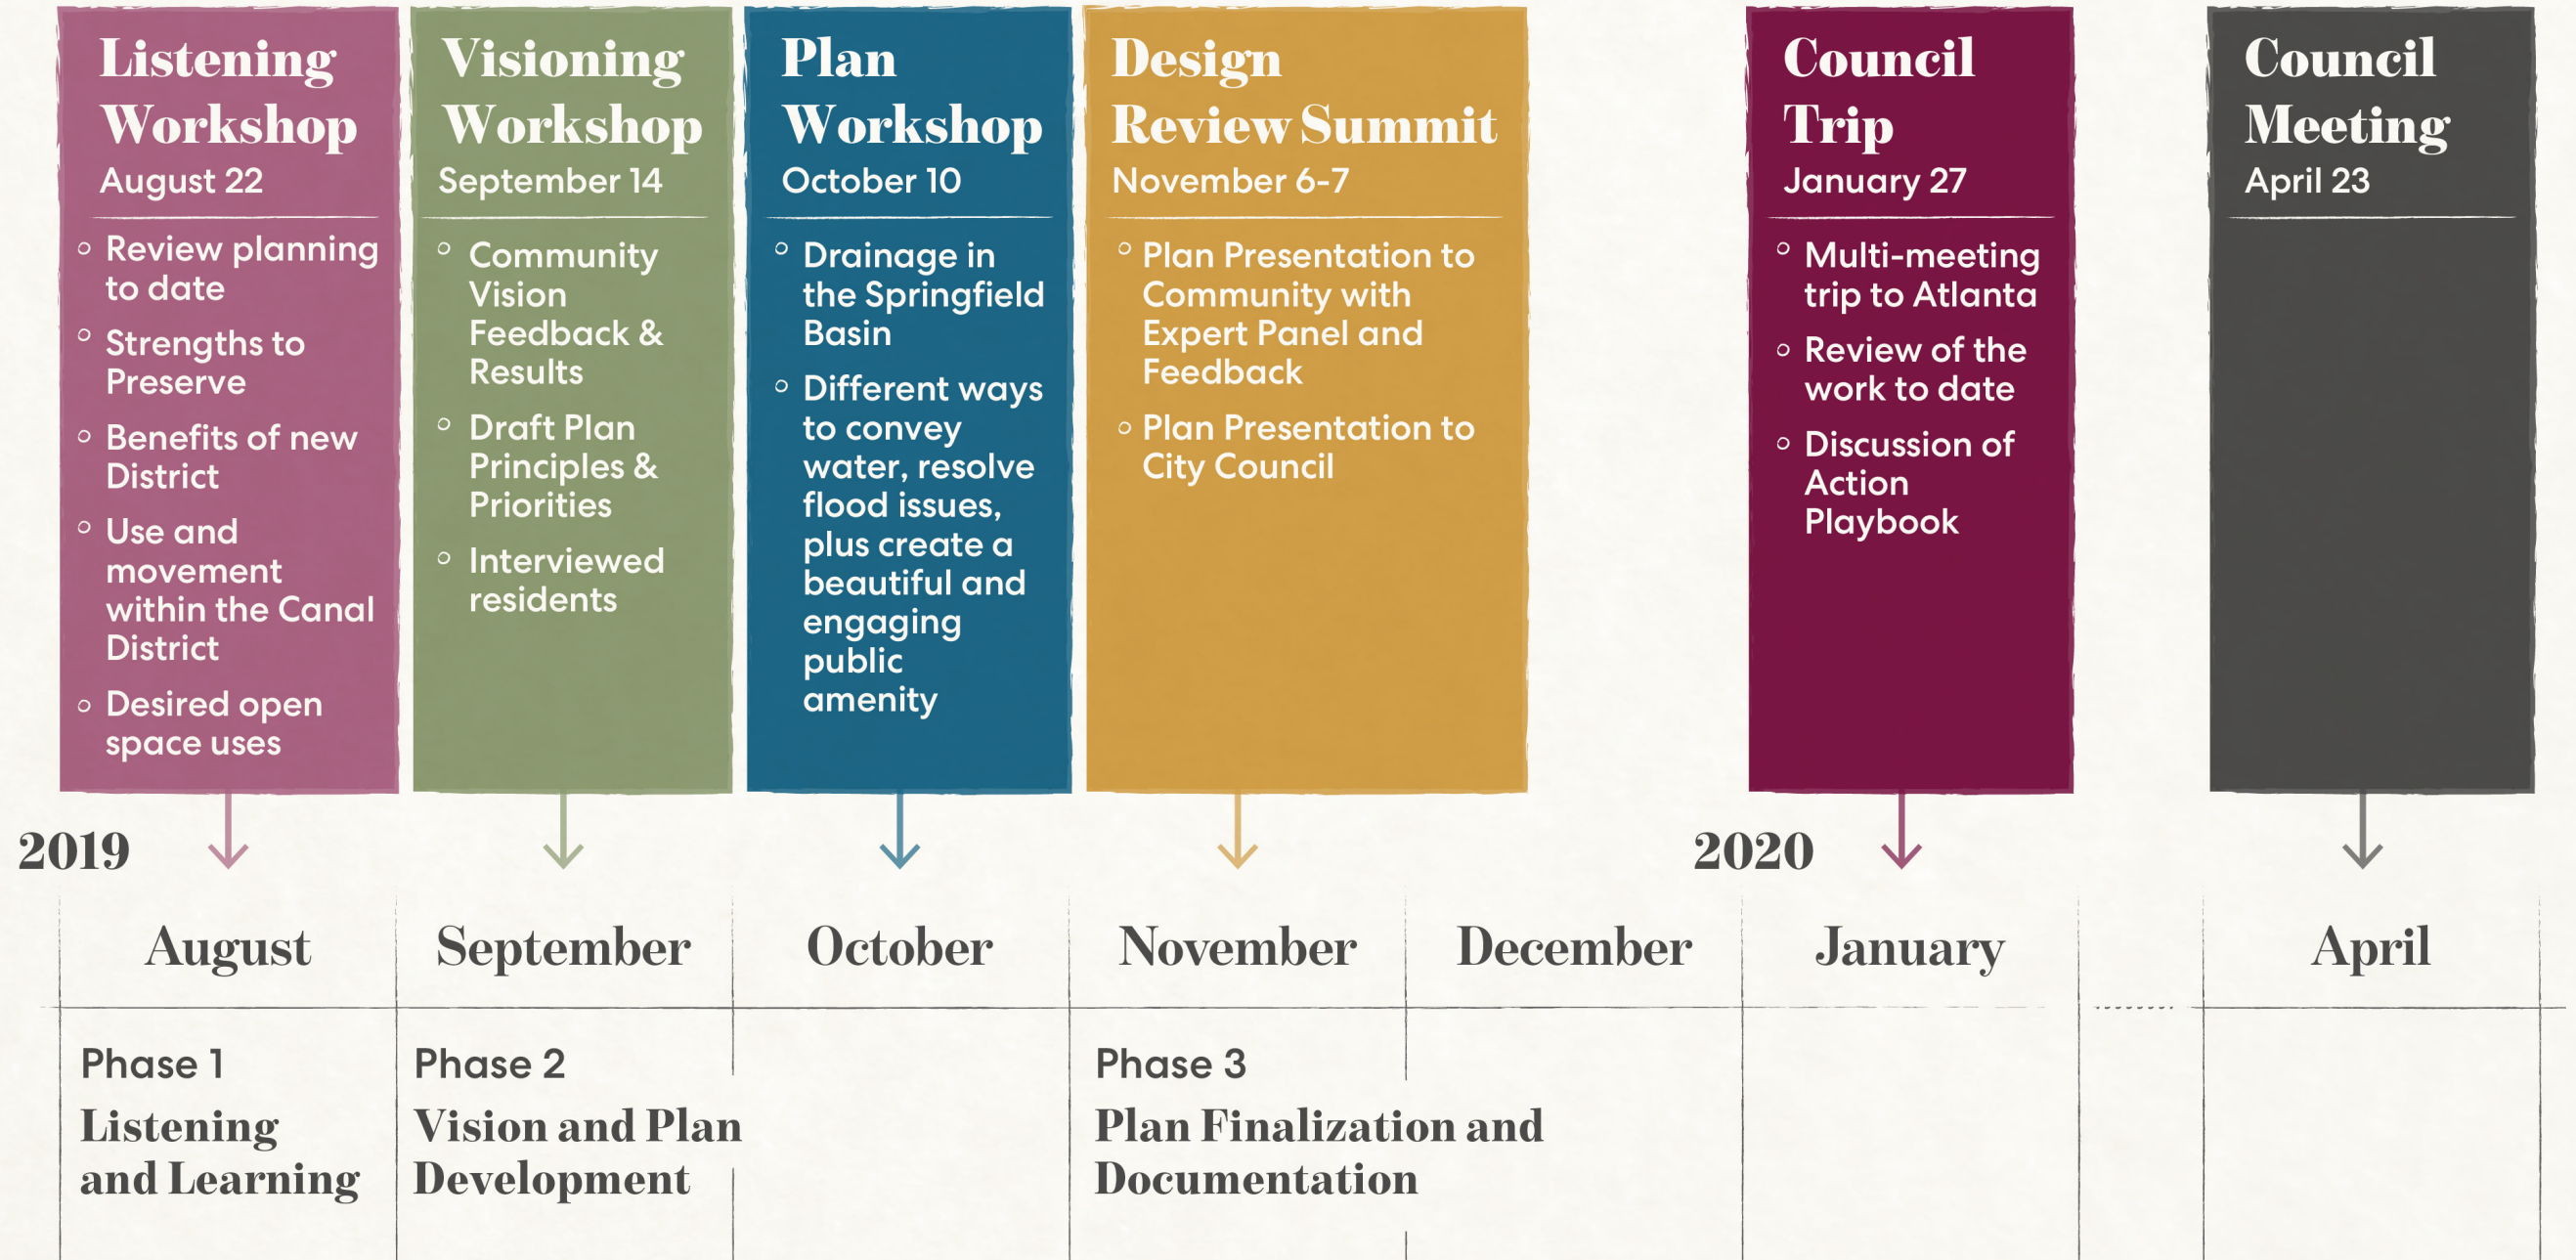 Listening
Workshop
August 22
Review planning
to date
Strengths to
Preserve
Benefits of new
District
Use and
movement
within the Canal
District
Desired open
space uses
Visioning
Workshop
September 14
Community
Vision
Feedback &
Results
Draft Plan
Principles &
Priorities
Interviewed
residents
Plan
Workshop
October 10
Drainage in
the Springfield
Basin
Different ways
to convey
water, resolve
flood issues,
plus create a
beautiful and
engaging
public
amenity
Design
Review Summit
November 6-7
Plan Presentation to
Community with
Expert Panel and
Feedback
Plan Presentation to
City Council
Council
Trip
January 27
Multi-meeting
trip to Atlanta
Review of the
work to date
Discussion of
Action
Playbook
Council
Meeting
April 23
2019
2020
August
September
October
November
December
January
April
Phase 1
Listening
and Learning
Phase 2
Vision and Plan
Development
Phase 3
Plan Finalization and
Documentation